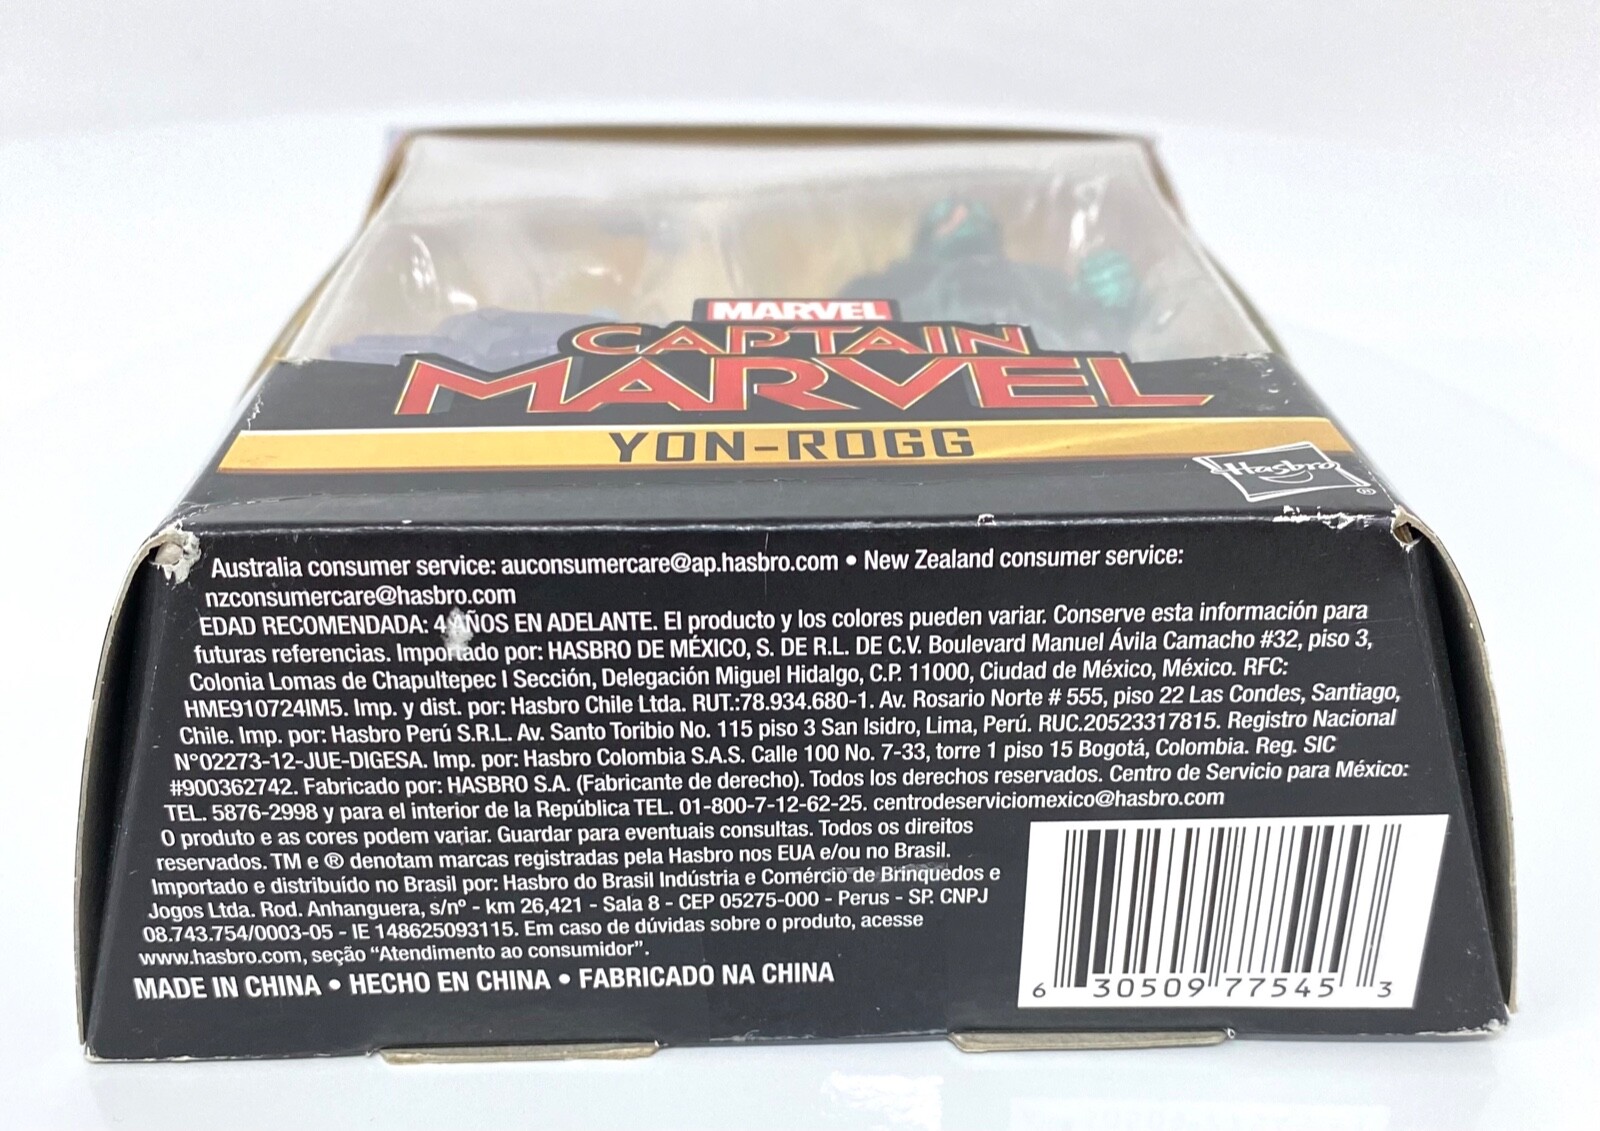 MARVEL
CAPTAIN
MARVEL
YON-ROGG
Hasbro®
Australia consumer service: auconsumercare@ap.hasbro.com • New Zealand consumer service:
nzconsumercare@hasbro.com
EDAD RECOMENDADA: 4 AÑOS EN ADELANTE. El producto y los colores pueden variar. Conserve esta información para
futuras referencias. Importado por: HASBRO DE MÉXICO, S. DE R.L. DE C.V. Boulevard Manuel Ávila Camacho #32, piso 3,
Colonia Lomas de Chapultepec I Sección, Delegación Miguel Hidalgo, C.P. 11000, Ciudad de México, México. RFC:
HME910724IM5. Imp. y dist. por: Hasbro Chile Ltda. RUT.:78.934.680-1. Av. Rosario Norte # 555, piso 22 Las Condes, Santiago,
Chile. Imp. por: Hasbro Perú S.R.L. Av. Santo Toribio No. 115 piso 3 San Isidro, Lima, Perú. RUC.20523317815. Registro Nacional
N°02273-12-JUE-DIGESA. Imp. por: Hasbro Colombia S.A.S. Calle 100 No. 7-33, torre 1 piso 15 Bogotá, Colombia. Reg. SIC
#900362742. Fabricado por: HASBRO S.A. (Fabricante de derecho). Todos los derechos reservados. Centro de Servicio para México:
TEL. 5876-2998 y para el interior de la República TEL. 01-800-7-12-62-25. centrodeserviciomexico@hasbro.com
O produto e as cores podem variar. Guardar para eventuais consultas. Todos os direitos
reservados. TM e ® denotam marcas registradas pela Hasbro nos EUA e/ou no Brasil.
Importado e distribuído no Brasil por: Hasbro do Brasil Indústria e Comércio de Brinquedos e
Jogos Ltda. Rod. Anhanguera, s/nº - km 26,421 - Sala 8 - CEP 05275-000 - Perus - SP. CNPJ
08.743.754/0003-05 - IE 148625093115. Em caso de dúvidas sobre o produto, acesse
www.hasbro.com, seção "Atendimento ao consumidor".
MADE IN CHINA • HECHO EN CHINA • FABRICADO NA CHINA
6 30509 77545 3